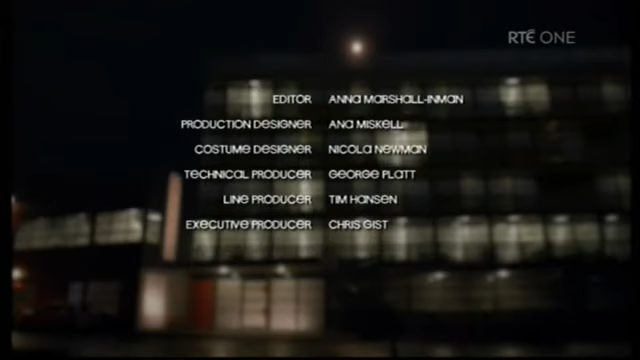 RTÉ ONE
EDITOR ANNA MARSHALL-INMAN
PRODUCTION DESIGNER ANA MISKELL
COSTUME DESIGNER NICOLA NEWMAN
TECHNICAL PRODUCER GEORGE PLATT
LINE PRODUCER TIM HANSEN
EXECUTIVE PRODUCER CHRIS GIST